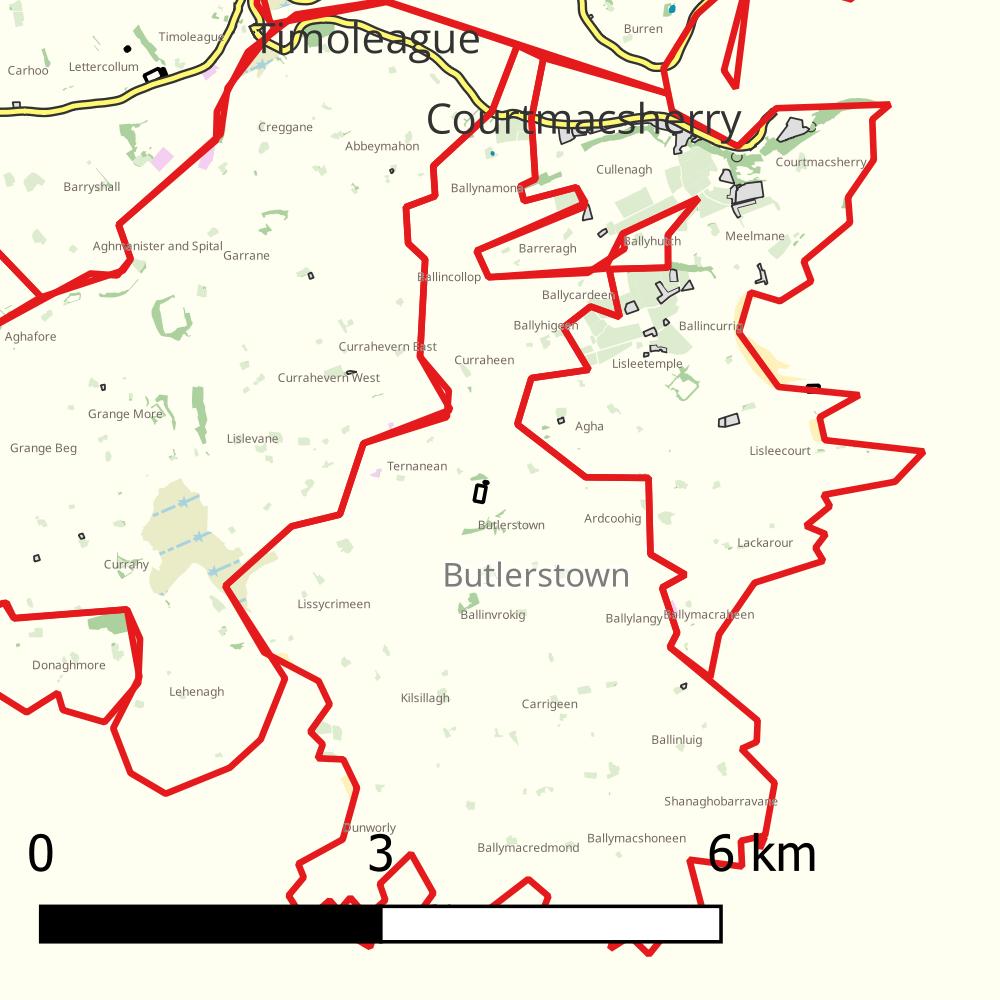 Burren
Timoleague
Timoleague
Carhoo
Lettercollum
Courtmacsherry
Creggane
Abbeymahon
Cullenagh
Courtmacsherry
Barryshall
Ballynamona
Aghmanister and Spital
Garrane
Barreragh
Ballyhutch
Meelmane
Ballincollop
Ballycardeen
Aghafore
Ballyhigeen
Ballincurrig
Currahevern East
Curraheen
Lisleetemple
Currahevern West
Grange More
Agha
Grange Beg
Lislevane
Lisleecourt
Ternanean
Butlerstown
Ardcoohig
Lackarour
Currahy
Butlerstown
Lissycrimeen
Ballinvrokig
Ballylangy
Ballymacraheen
Donaghmore
Lehenagh
Kilsillagh
Carrigeen
Ballinluig
Shanaghobarravane
Dunworly
Ballymacredmond
Ballymacshoneen
0 3 6 km